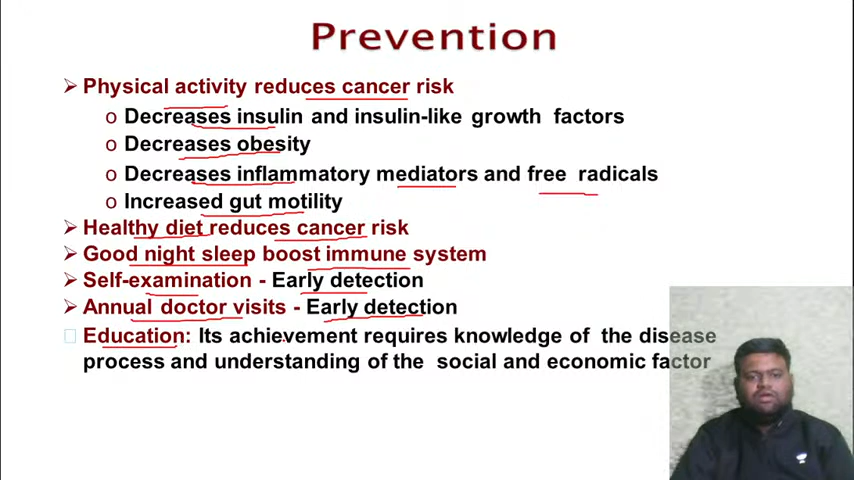 Prevention
➢ Physical activity reduces cancer risk
o Decreases insulin and insulin-like growth factors
o Decreases obesity
o Decreases inflammatory mediators and free radicals
o Increased gut motility
➢ Healthy diet reduces cancer risk
➢ Good night sleep boost immune system
➢ Self-examination - Early detection
➢ Annual doctor visits - Early detection
Education: Its achievement requires knowledge of the disease
process and understanding of the social and economic factor